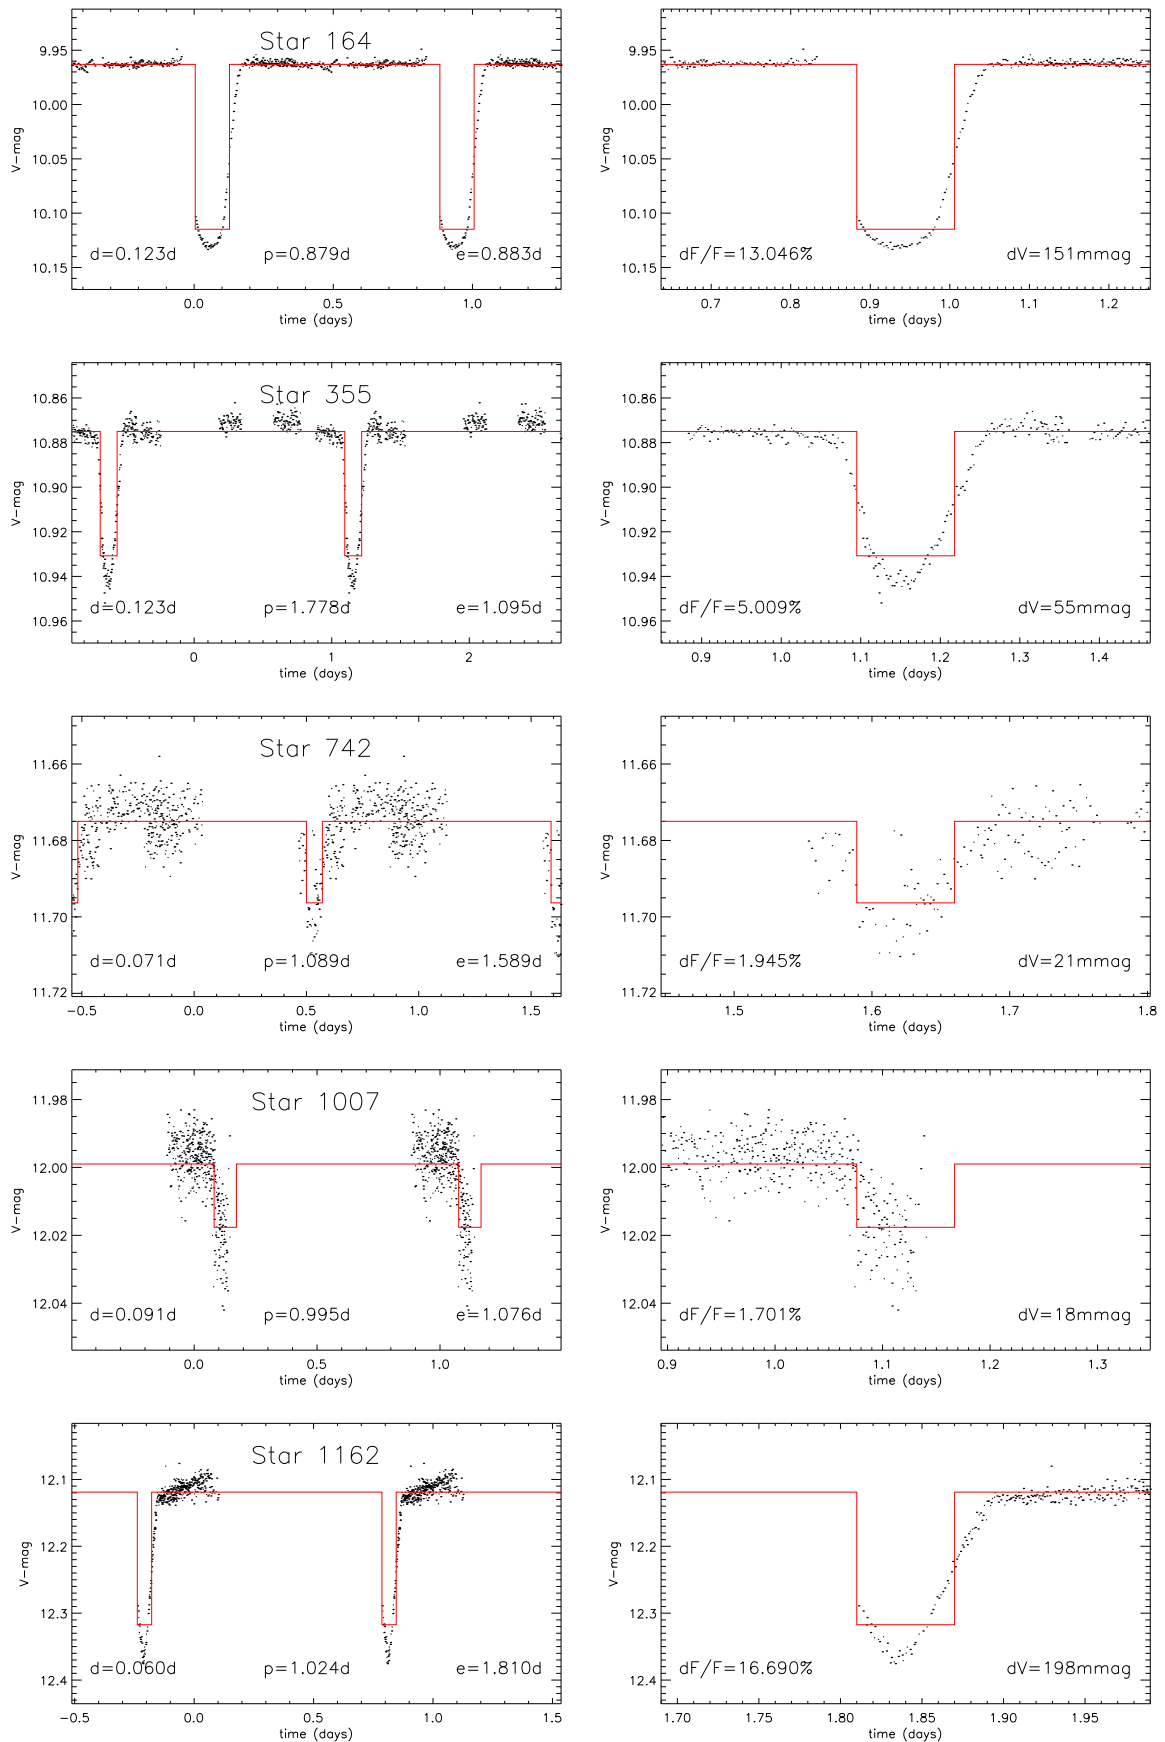 Star 164
V-mag
9.95
10.00
10.05
10.10
10.15
d=0.123d p=0.879d e=0.883d
0.0 0.5 1.0
time (days)
V-mag
9.95
10.00
10.05
10.10
10.15
dF/F=13.046% dV=151mmag
0.7 0.8 0.9 1.0 1.1 1.2
time (days)
Star 355
V-mag
10.86
10.88
10.90
10.92
10.94
10.96
d=0.123d p=1.778d e=1.095d
0 1 2
time (days)
V-mag
10.86
10.88
10.90
10.92
10.94
10.96
dF/F=5.009% dV=55mmag
0.9 1.0 1.1 1.2 1.3 1.4
time (days)
Star 742
V-mag
11.66
11.68
11.70
11.72
d=0.071d p=1.089d e=1.589d
-0.5 0.0 0.5 1.0 1.5
time (days)
V-mag
11.66
11.68
11.70
11.72
dF/F=1.945% dV=21mmag
1.5 1.6 1.7 1.8
time (days)
Star 1007
V-mag
11.98
12.00
12.02
12.04
d=0.091d p=0.995d e=1.076d
0.0 0.5 1.0
time (days)
V-mag
11.98
12.00
12.02
12.04
dF/F=1.701% dV=18mmag
0.9 1.0 1.1 1.2 1.3
time (days)
Star 1162
V-mag
12.1
12.2
12.3
12.4
d=0.060d p=1.024d e=1.810d
-0.5 0.0 0.5 1.0 1.5
time (days)
V-mag
12.1
12.2
12.3
12.4
dF/F=16.690% dV=198mmag
1.70 1.75 1.80 1.85 1.90 1.95
time (days)